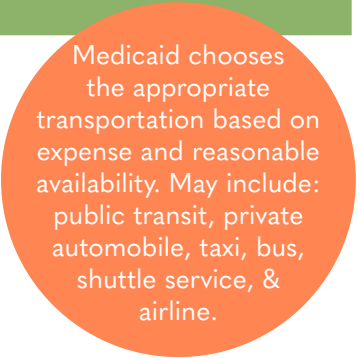 Medicaid chooses
the appropriate
transportation based on
expense and reasonable
availability. May include:
public transit, private
automobile, taxi, bus,
shuttle service, &
airline.